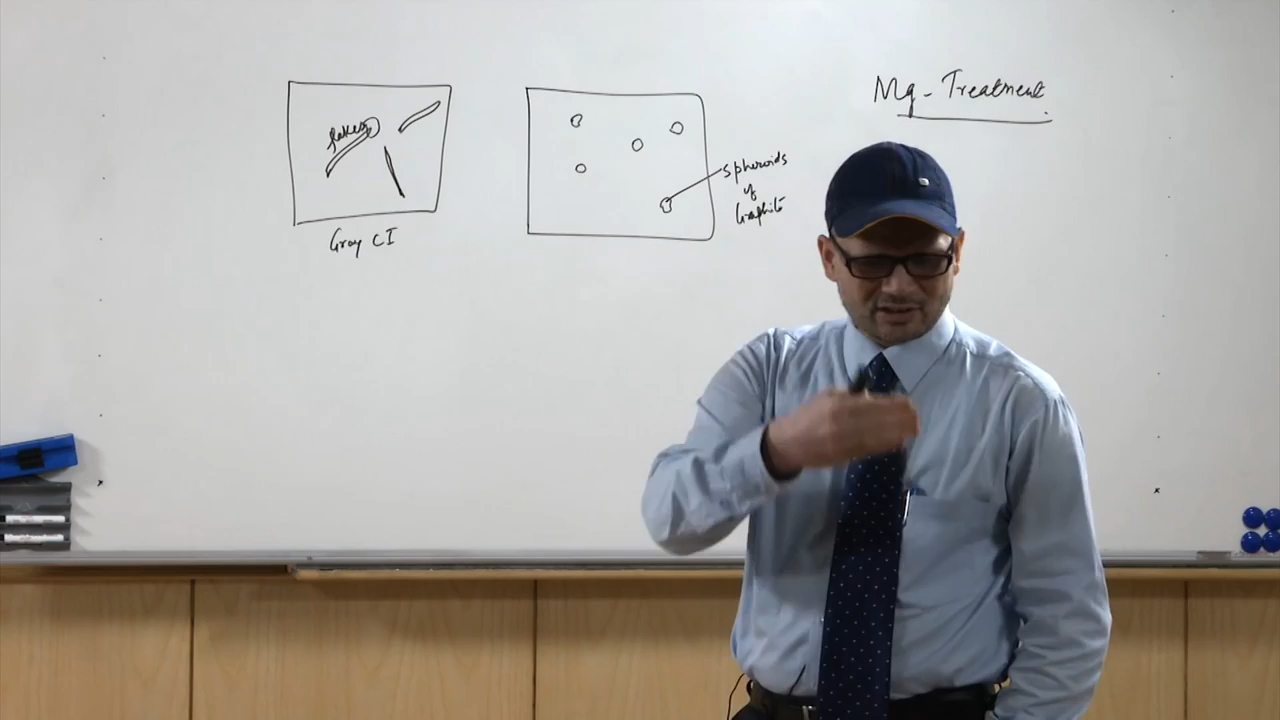 Mg - Treatment
flakes
Gray CI
spheroids
of
Graphite